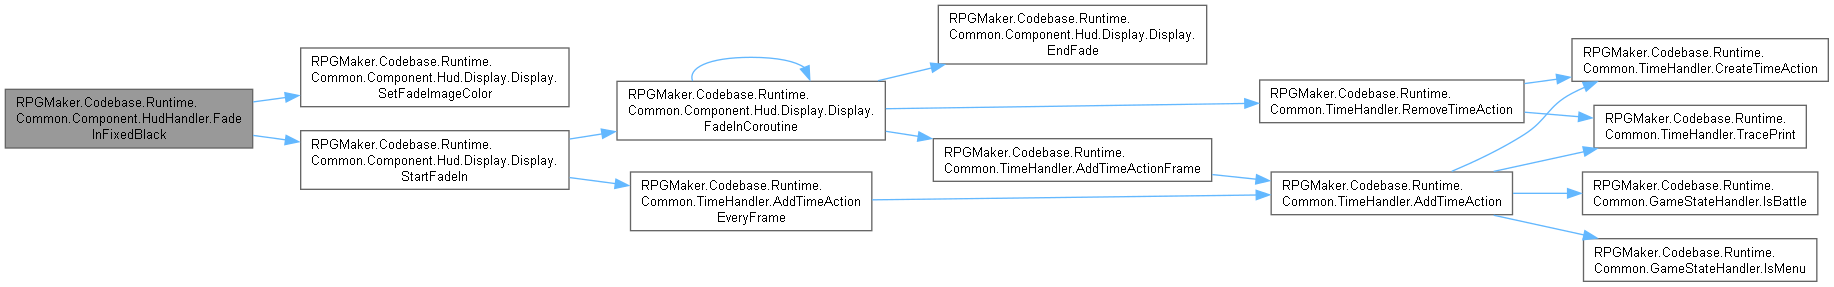 RPGMaker.Codebase.Runtime.
Common.Component.HudHandler.Fade
InFixedBlack
RPGMaker.Codebase.Runtime.
Common.Component.Hud.Display.Display.
SetFadeImageColor
RPGMaker.Codebase.Runtime.
Common.Component.Hud.Display.Display.
StartFadeIn
RPGMaker.Codebase.Runtime.
Common.Component.Hud.Display.Display.
FadeInCoroutine
RPGMaker.Codebase.Runtime.
Common.TimeHandler.AddTimeAction
EveryFrame
RPGMaker.Codebase.Runtime.
Common.Component.Hud.Display.Display.
EndFade
RPGMaker.Codebase.Runtime.
Common.TimeHandler.AddTimeActionFrame
RPGMaker.Codebase.Runtime.
Common.TimeHandler.RemoveTimeAction
RPGMaker.Codebase.Runtime.
Common.TimeHandler.AddTimeAction
RPGMaker.Codebase.Runtime.
Common.TimeHandler.CreateTimeAction
RPGMaker.Codebase.Runtime.
Common.TimeHandler.TracePrint
RPGMaker.Codebase.Runtime.
Common.GameStateHandler.IsBattle
RPGMaker.Codebase.Runtime.
Common.GameStateHandler.IsMenu